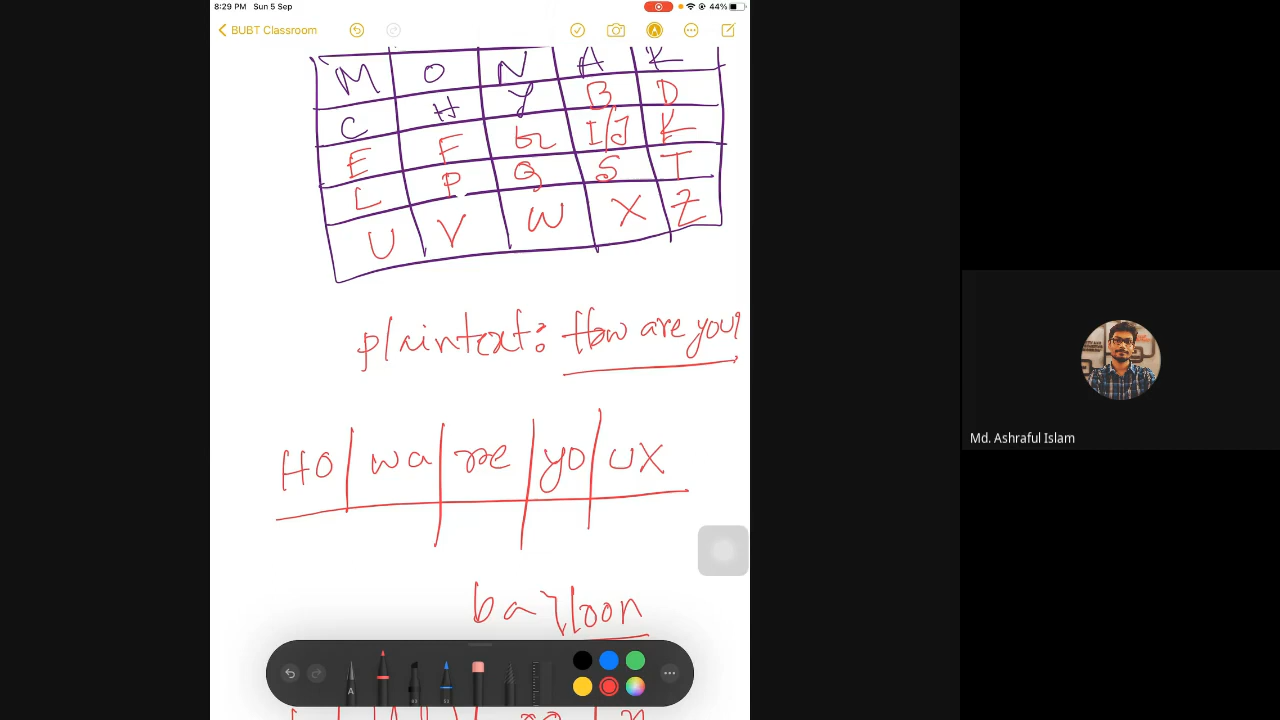 8:29 PM Sun 5 Sep 44%
BUBT Classroom
M O N A R
C H Y B D
E F G I/J K
L P Q S T
U V W X Z
plaintext: How are you?
HO | wa | re | yo | UX
balloon
Md. Ashraful Islam
A